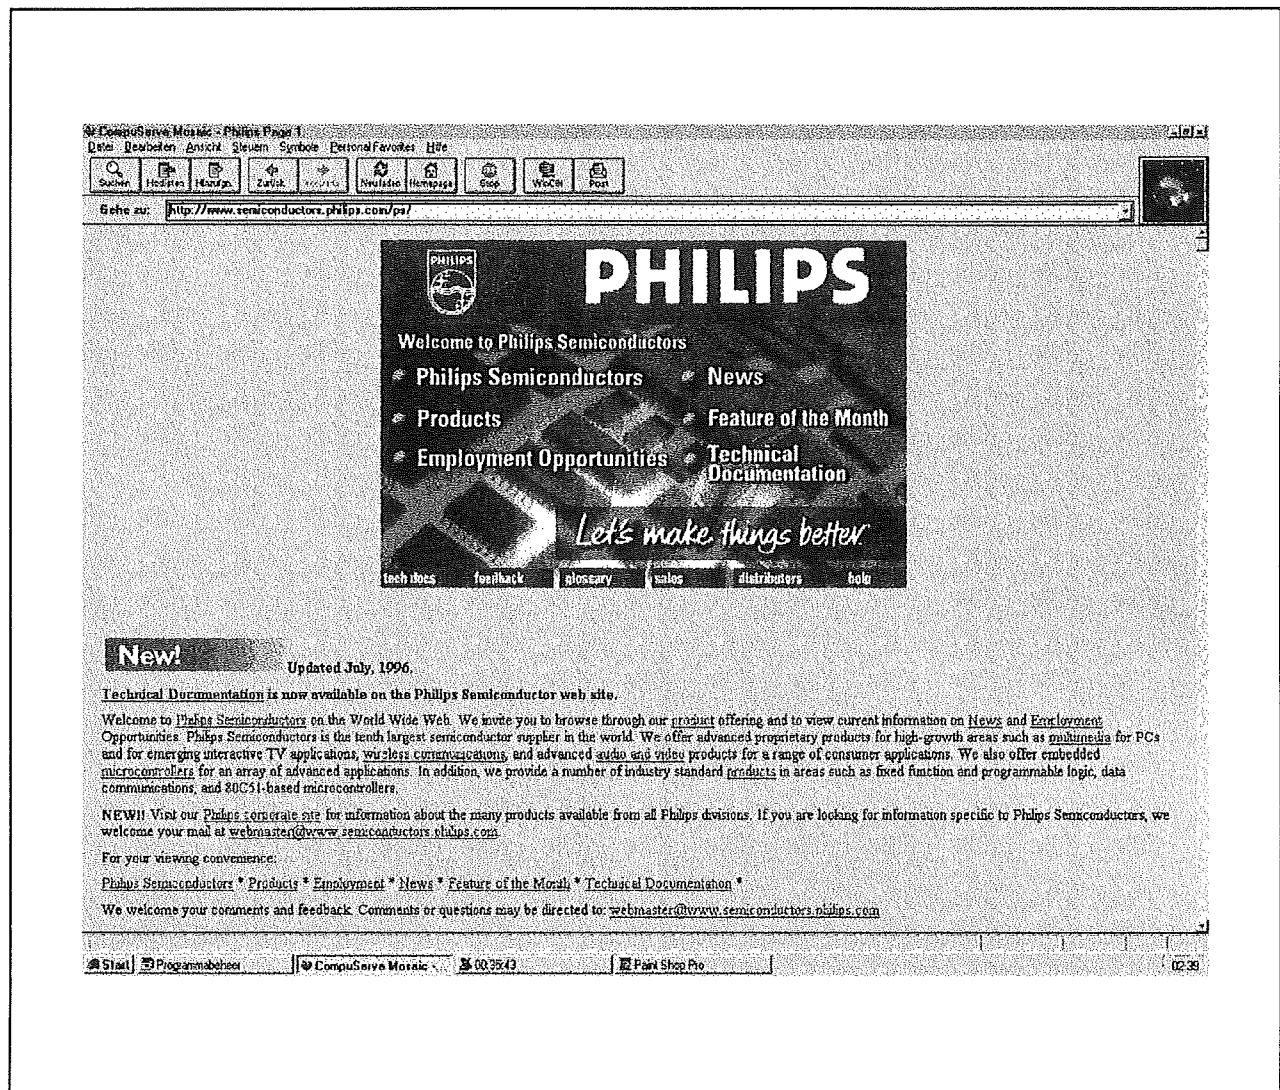 CompuServe Mosaic - Philips Page 1
Datei Bearbeiten Ansicht Steuern Symbole Personal Favorites Hilfe
Suchen Hotlisten Hinzufgn. Zurück Neu laden Homepage Stop WinCIM Post
Gehe zu: http://www.semiconductors.philips.com/ps/
PHILIPS PHILIPS
Welcome to Philips Semiconductors
Philips Semiconductors News
Products Feature of the Month
Employment Opportunities Technical
Documentation
Let's make things better.
tech docs feedback glossary sales distributors help
New! Updated July, 1996.
Technical Documentation is now available on the Philips Semiconductor web site.
Welcome to Philips Semiconductors on the World Wide Web. We invite you to browse through our product offering and to view current information on News and Employment
Opportunities. Philips Semiconductors is the tenth largest semiconductor supplier in the world. We offer advanced proprietary products for high-growth areas such as multimedia for PCs
and for emerging interactive TV applications, wireless communications, and advanced audio and video products for a range of consumer applications. We also offer embedded
microcontrollers for an array of advanced applications. In addition, we provide a number of industry standard products in areas such as fixed function and programmable logic, data
communications, and 80C51-based microcontrollers.
NEW!! Visit our Philips corporate site for information about the many products available from all Philips divisions. If you are looking for information specific to Philips Semiconductors, we
welcome your mail at webmaster@www.semiconductors.philips.com.
For your viewing convenience:
Philips Semiconductors * Products * Employment * News * Feature of the Month * Technical Documentation *
We welcome your comments and feedback. Comments or questions may be directed to: webmaster@www.semiconductors.philips.com
Start Programmabeheer CompuServe Mosaic - 00:35:43 Paint Shop Pro 02:39